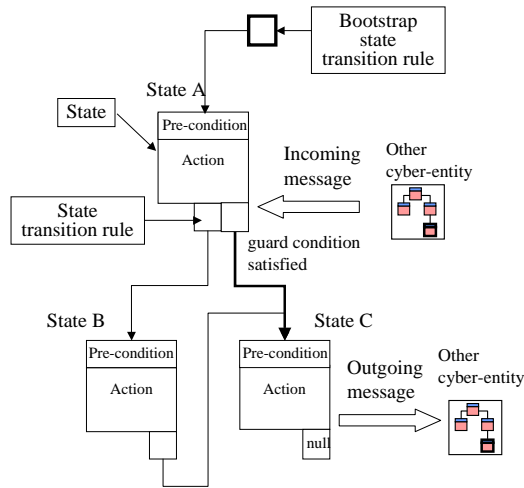 Bootstrap
state
transition rule
State A
State
Pre-condition
Action
Incoming
message
Other
cyber-entity
State
transition rule
guard condition
satisfied
State B
State C
Pre-condition
Action
Pre-condition
Action
null
Outgoing
message
Other
cyber-entity